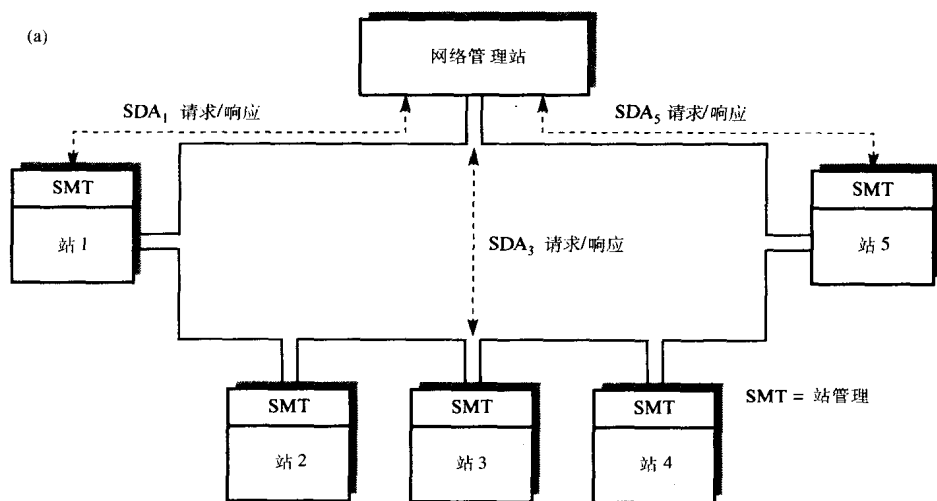 (a)
网络管理站
SDA₁ 请求/响应
SDA₅ 请求/响应
SMT
站 1
SMT
站 5
SDA₃ 请求/响应
SMT
站 2
SMT
站 3
SMT
站 4
SMT = 站管理